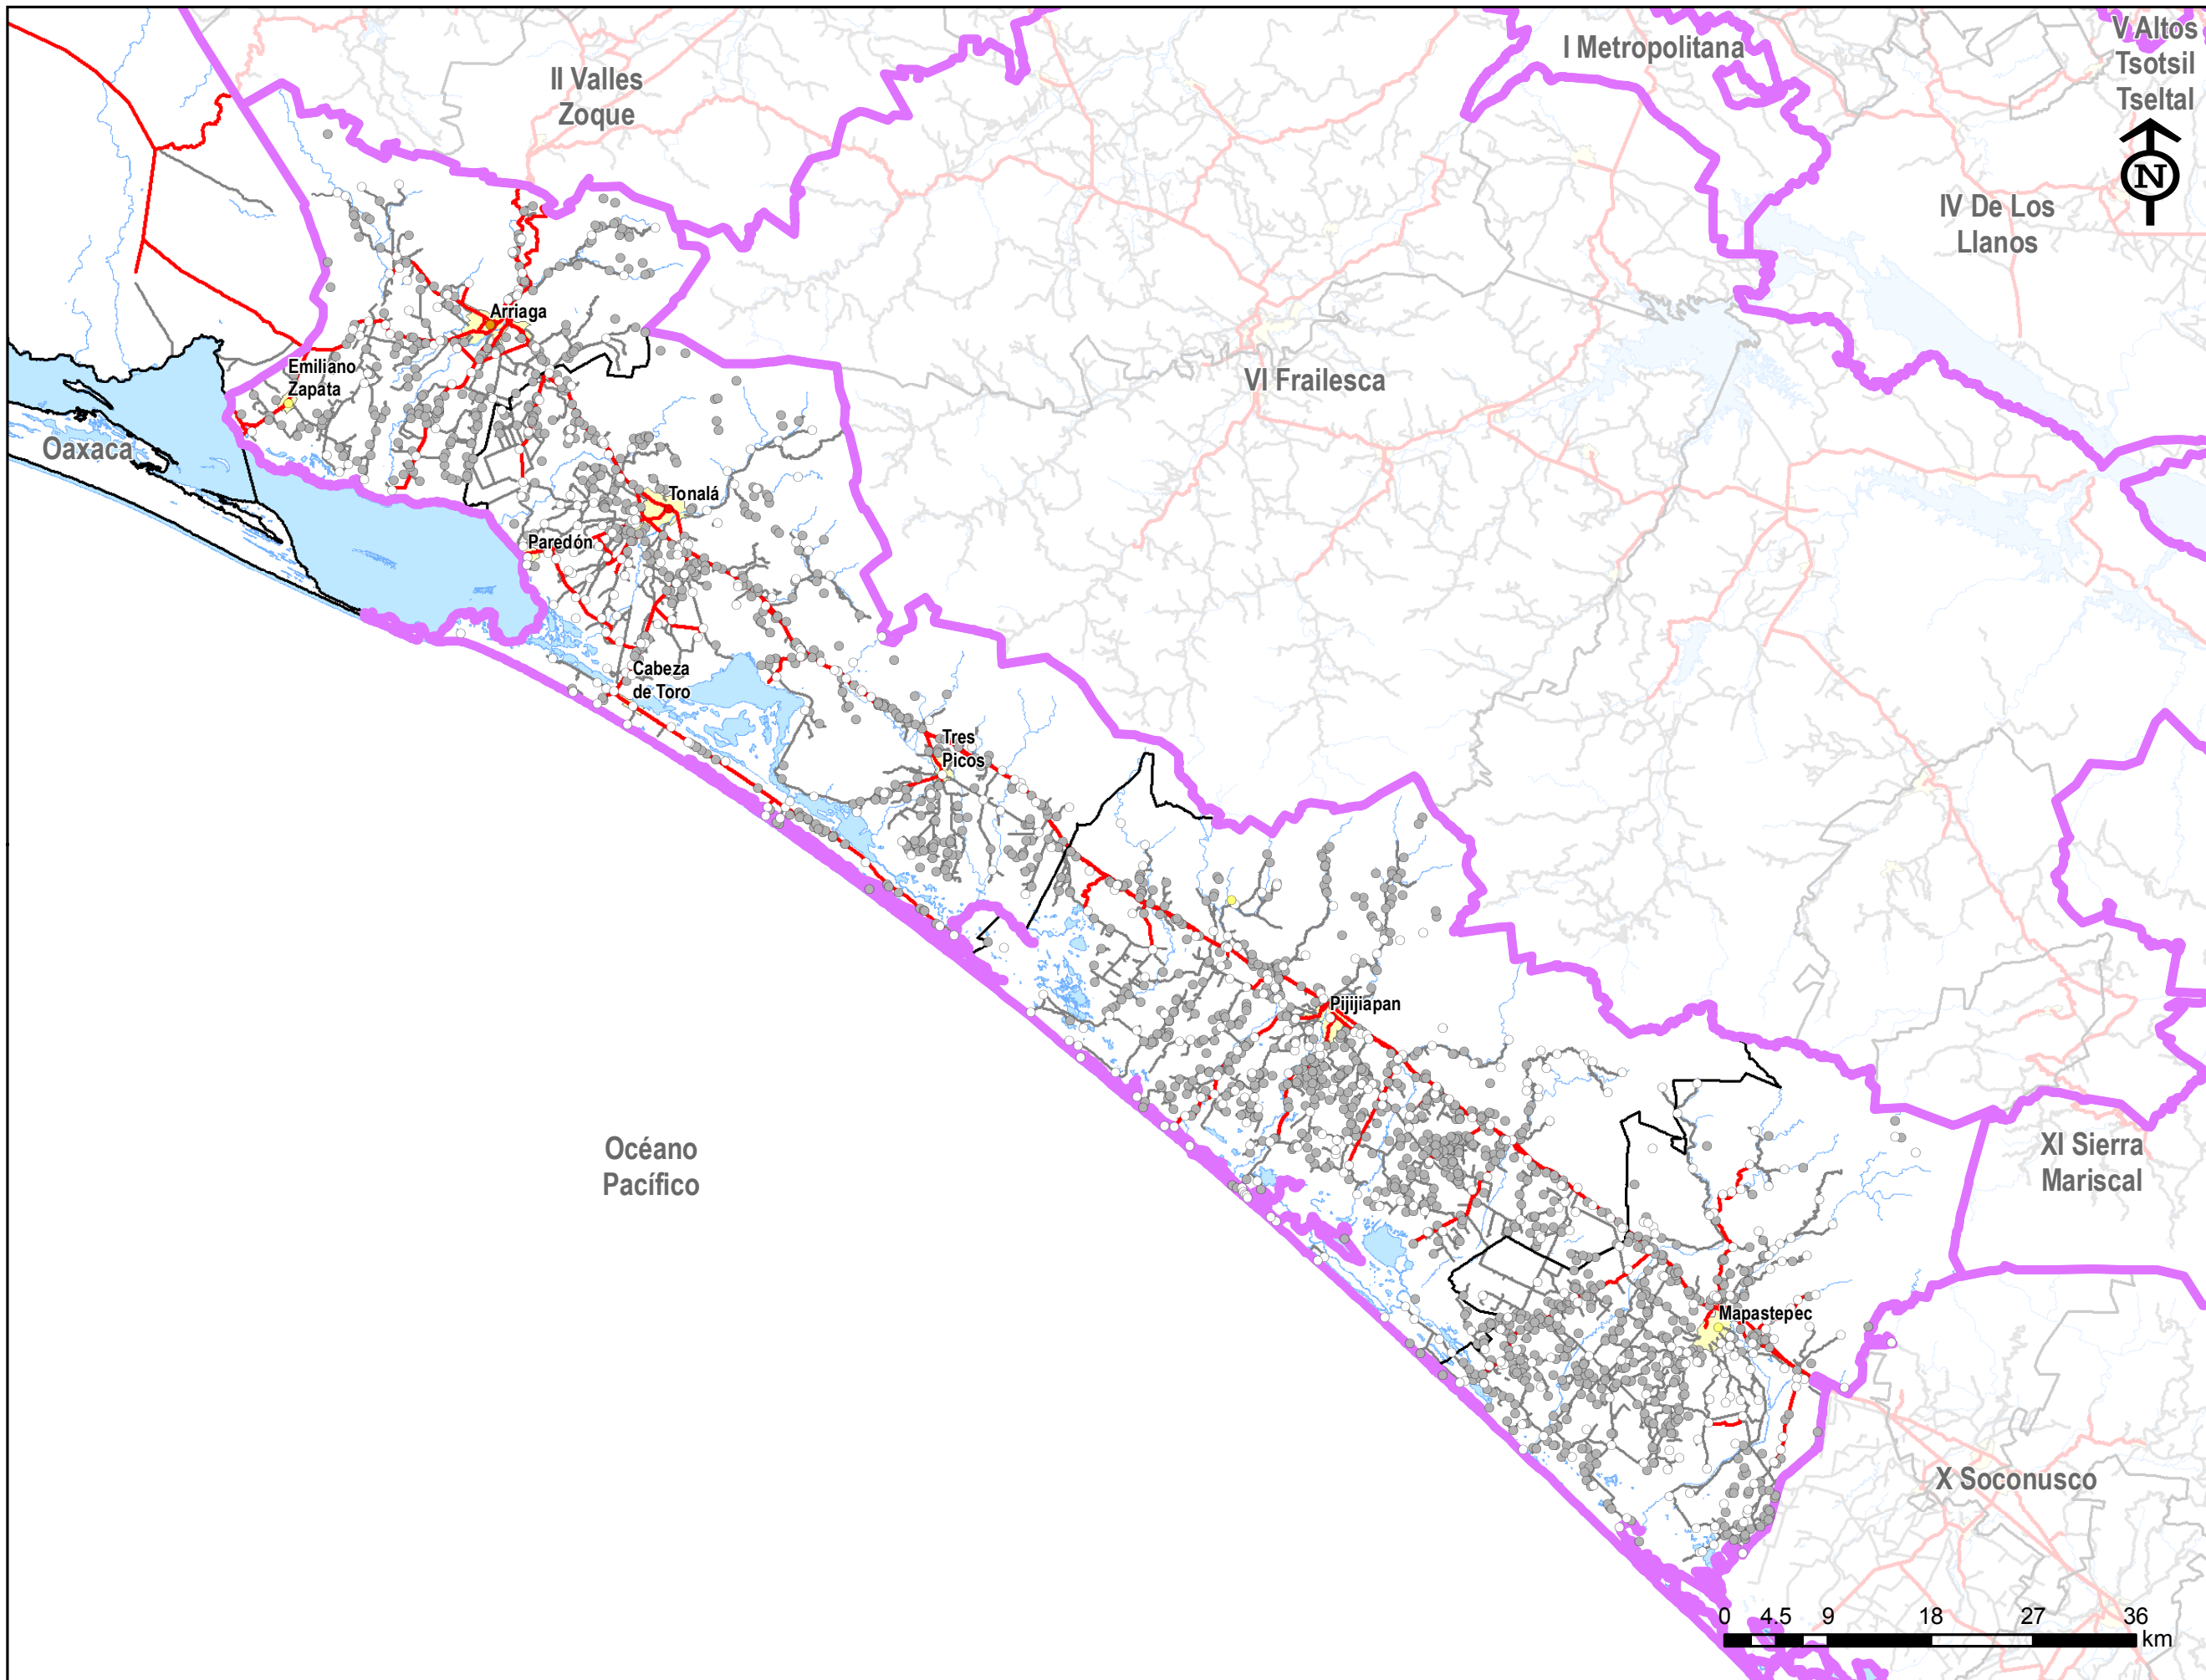 V Altos
Tsotsil
Tseltal
I Metropolitana
II Valles
Zoque
N
IV De Los
Llanos
Arriaga
Emiliano
Zapata
VI Frailesca
Oaxaca
Tonalá
Paredón
Cabeza
de Toro
Tres
Picos
Pijijiapan
Océano
Pacífico
XI Sierra
Mariscal
Mapastepec
X Soconusco
0 4.5 9 18 27 36
km